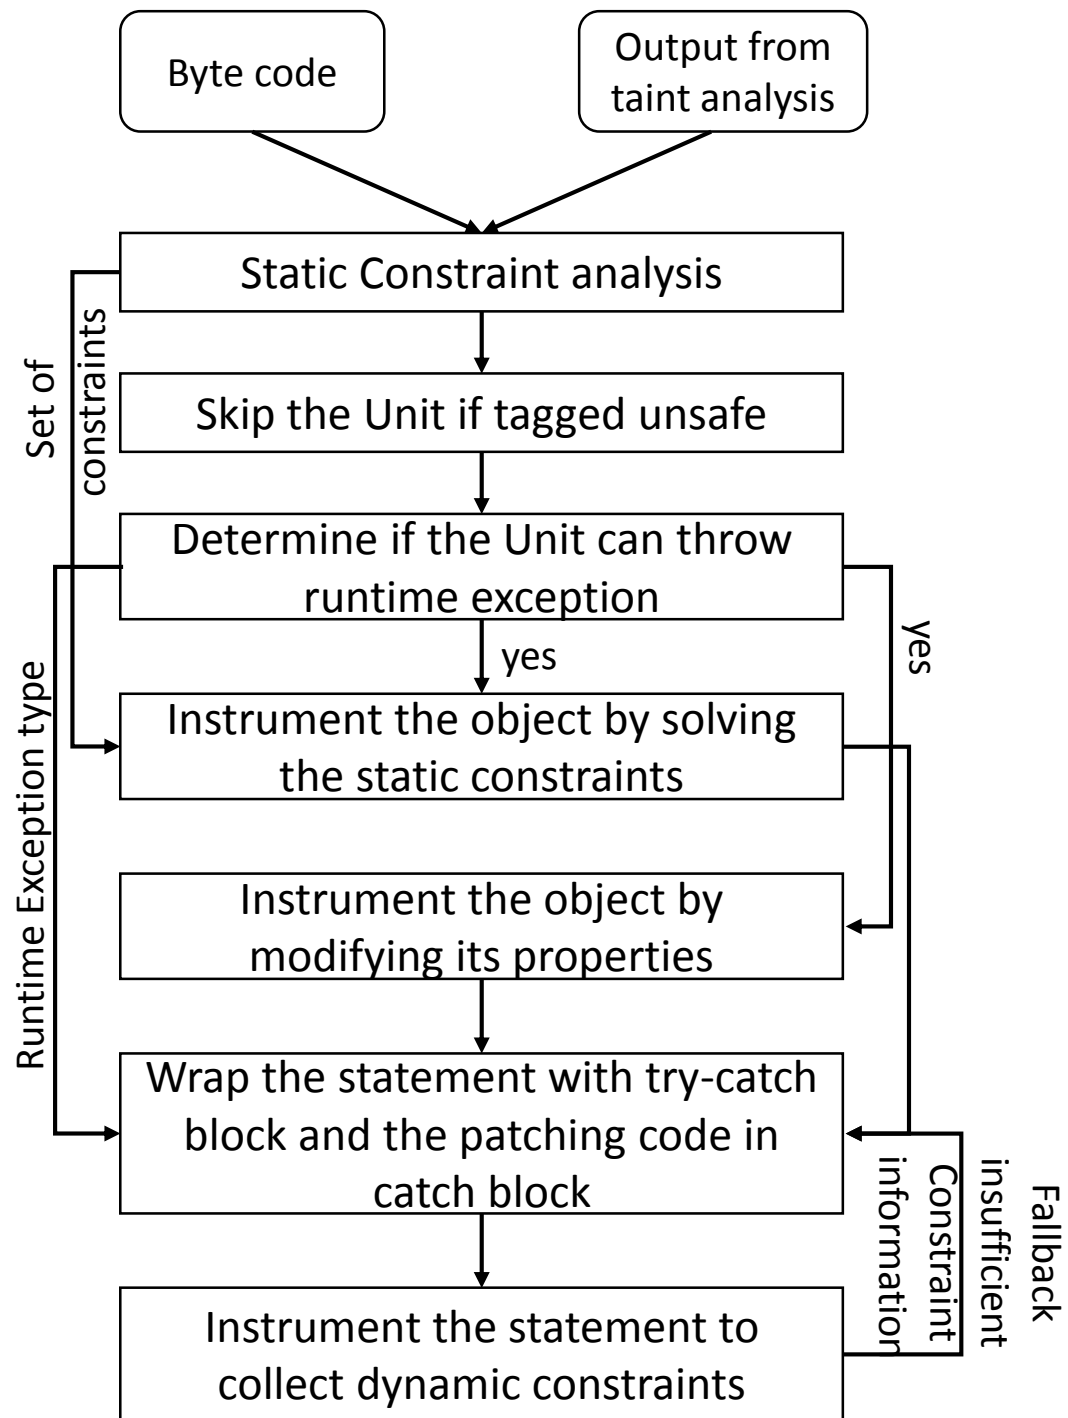 Byte code
Output from
taint analysis
Static Constraint analysis
Set of
constraints
Skip the Unit if tagged unsafe
Determine if the Unit can throw
runtime exception
yes
yes
Runtime Exception type
Instrument the object by solving
the static constraints
Instrument the object by
modifying its properties
Wrap the statement with try-catch
block and the patching code in
catch block
Fallback
insufficient
Constraint
information
Instrument the statement to
collect dynamic constraints